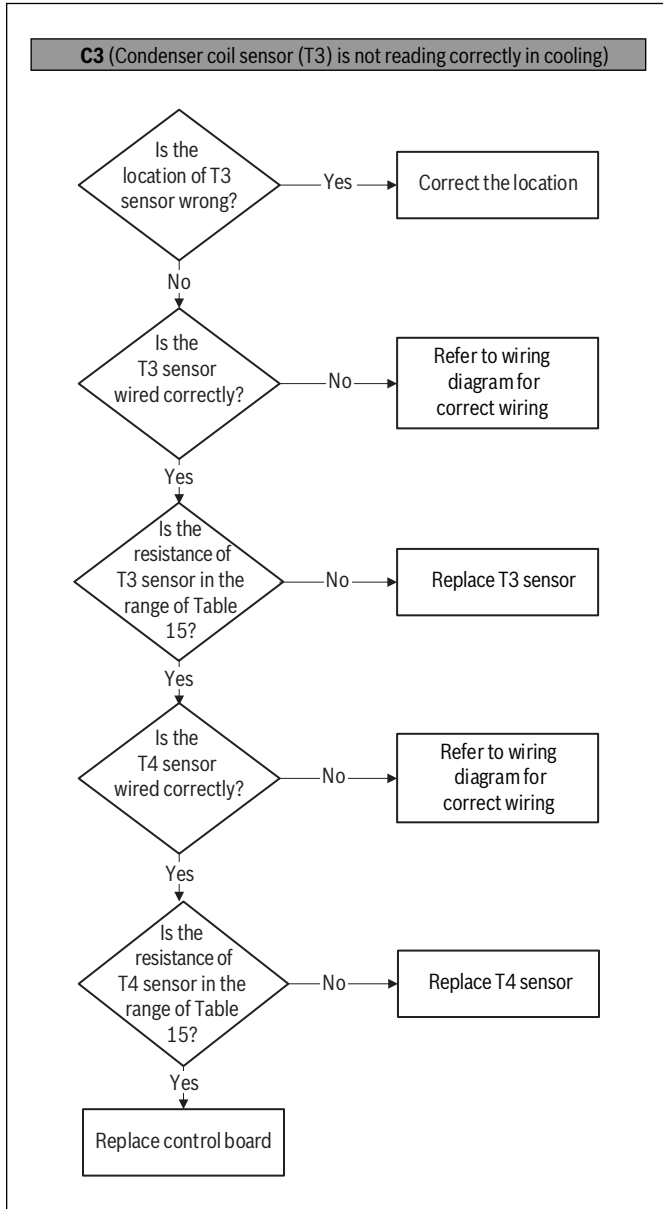 C3 (Condenser coil sensor (T3) is not reading correctly in cooling)
Is the
location of T3
sensor wrong?
Yes
Correct the location
No
Is the
T3 sensor
wired correctly?
No
Refer to wiring
diagram for
correct wiring
Yes
Is the
resistance of
T3 sensor in the
range of Table
15?
No
Replace T3 sensor
Yes
Is the
T4 sensor
wired correctly?
No
Refer to wiring
diagram for
correct wiring
Yes
Is the
resistance of
T4 sensor in the
range of Table
15?
No
Replace T4 sensor
Yes
Replace control board